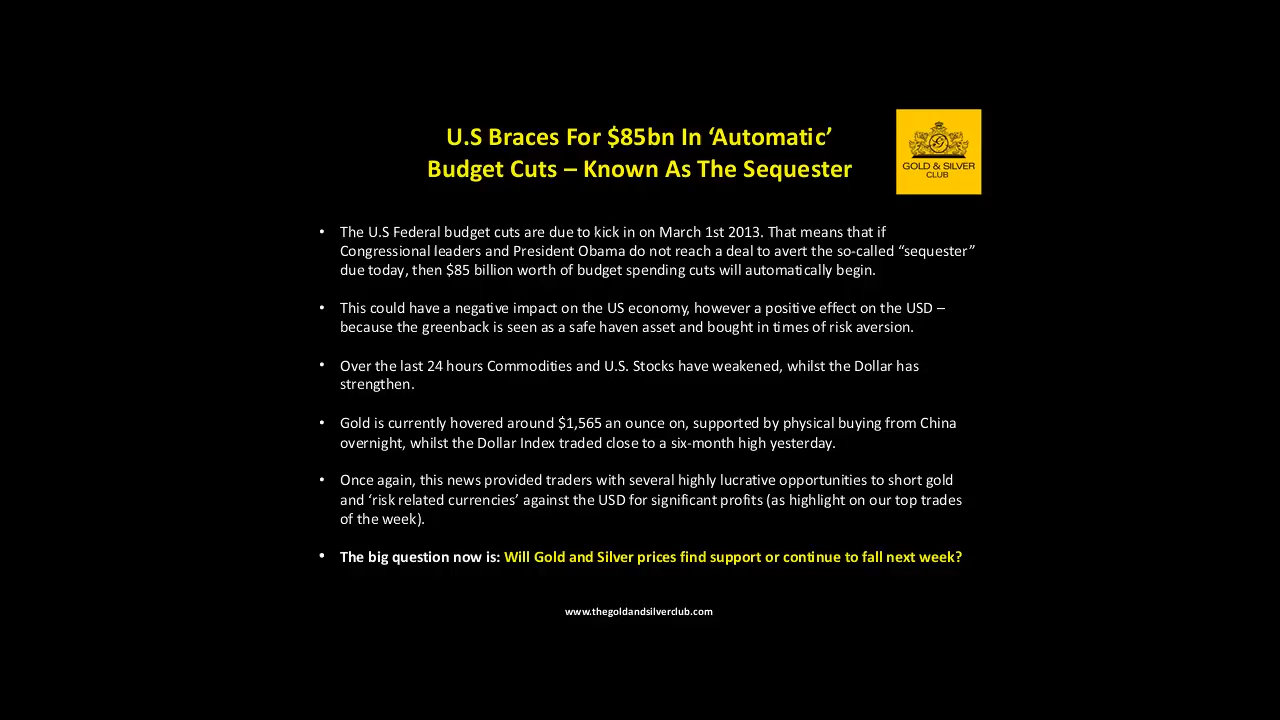 U.S Braces For $85bn In ‘Automatic’
Budget Cuts – Known As The Sequester
GOLD & SILVER
CLUB
• The U.S Federal budget cuts are due to kick in on March 1st 2013. That means that if
Congressional leaders and President Obama do not reach a deal to avert the so-called “sequester”
due today, then $85 billion worth of budget spending cuts will automatically begin.
• This could have a negative impact on the US economy, however a positive effect on the USD –
because the greenback is seen as a safe haven asset and bought in times of risk aversion.
• Over the last 24 hours Commodities and U.S. Stocks have weakened, whilst the Dollar has
strengthen.
• Gold is currently hovered around $1,565 an ounce on, supported by physical buying from China
overnight, whilst the Dollar Index traded close to a six-month high yesterday.
• Once again, this news provided traders with several highly lucrative opportunities to short gold
and ‘risk related currencies’ against the USD for significant profits (as highlight on our top trades
of the week).
• The big question now is: Will Gold and Silver prices find support or continue to fall next week?
www.thegoldandsilverclub.com